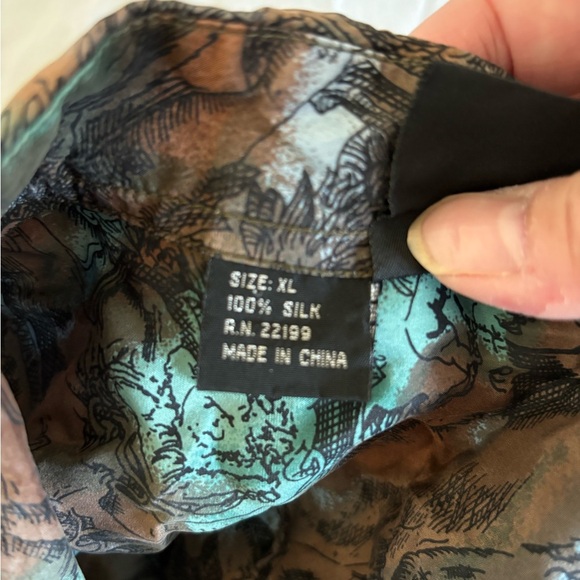 SIZE: XL
100% SILK
R.N. 22199
MADE IN CHINA